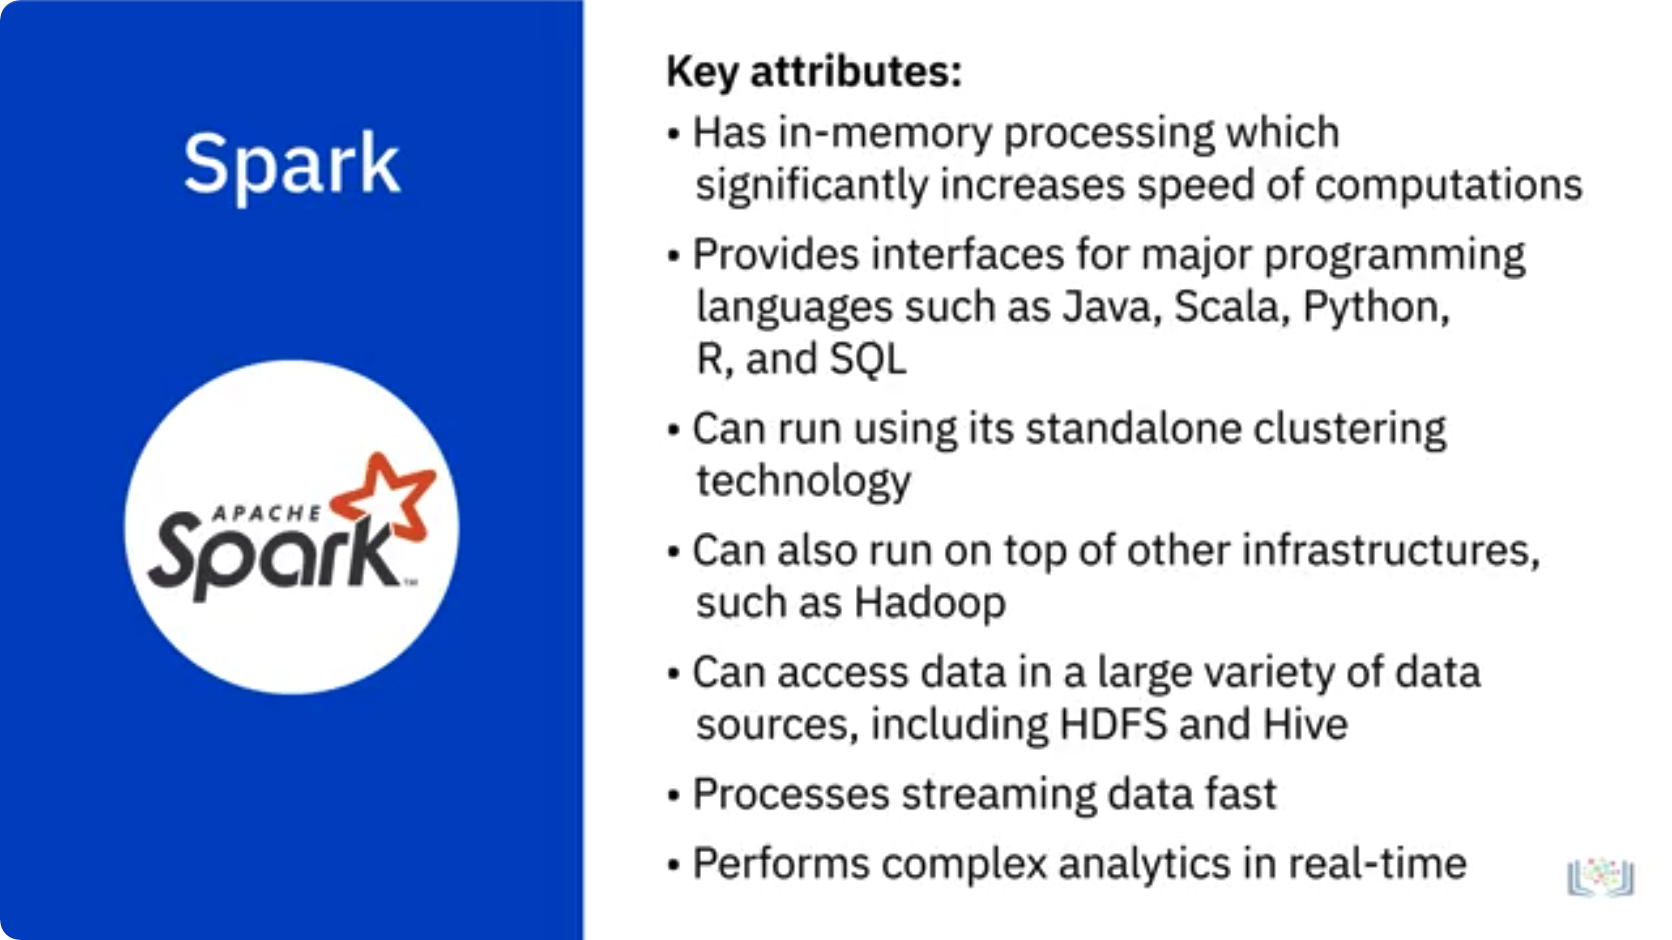 Spark
APACHE
Spark™
Key attributes:
• Has in-memory processing which
significantly increases speed of computations
• Provides interfaces for major programming
languages such as Java, Scala, Python,
R, and SQL
• Can run using its standalone clustering
technology
• Can also run on top of other infrastructures,
such as Hadoop
• Can access data in a large variety of data
sources, including HDFS and Hive
• Processes streaming data fast
• Performs complex analytics in real-time